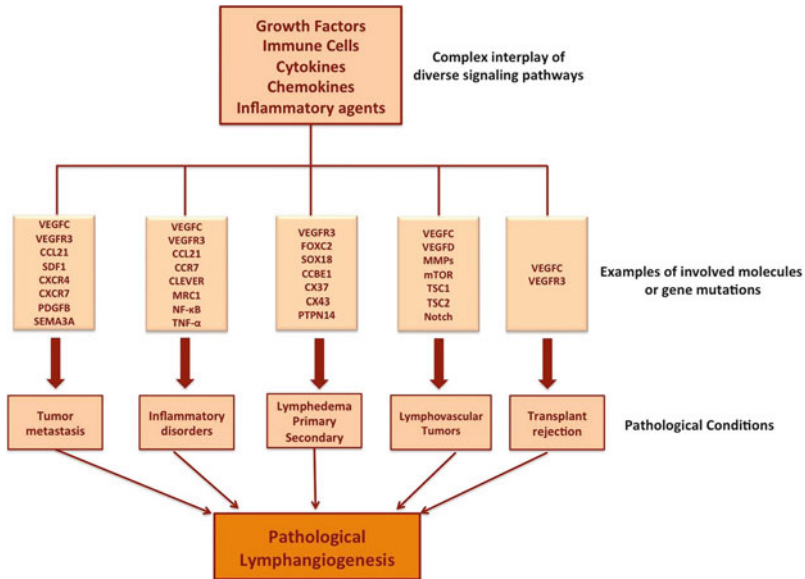 Growth Factors
Immune Cells
Cytokines
Chemokines
Inflammatory agents
Complex interplay of
diverse signaling pathways
VEGFC
VEGFR3
CCL21
SDF1
CXCR4
CXCR7
PDGFB
SEMA3A
VEGFC
VEGFR3
CCL21
CCR7
CLEVER
MRC1
NF-κB
TNF-α
VEGFR3
FOXC2
SOX18
CCBE1
CX37
CX43
PTPN14
VEGFC
VEGFD
MMPs
mTOR
TSC1
TSC2
Notch
VEGFC
VEGFR3
Examples of involved molecules
or gene mutations
Tumor
metastasis
Inflammatory
disorders
Lymphedema
Primary
Secondary
Lymphovascular
Tumors
Transplant
rejection
Pathological Conditions
Pathological
Lymphangiogenesis